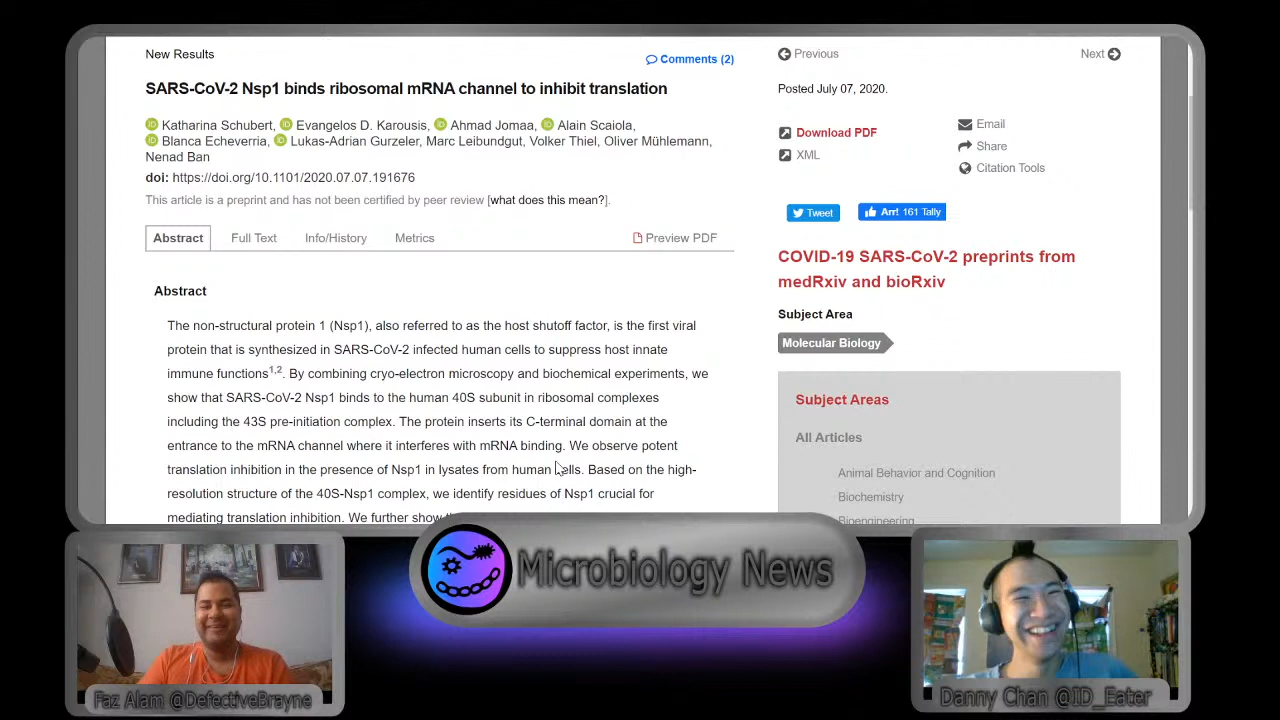 New Results
Comments (2)
SARS-CoV-2 Nsp1 binds ribosomal mRNA channel to inhibit translation
iD Katharina Schubert, iD Evangelos D. Karousis, iD Ahmad Jomaa, iD Alain Scaiola,
iD Blanca Echeverria, iD Lukas-Adrian Gurzeler, Marc Leibundgut, Volker Thiel, Oliver Mühlemann,
Nenad Ban
doi: https://doi.org/10.1101/2020.07.07.191676
This article is a preprint and has not been certified by peer review [what does this mean?].
Abstract Full Text Info/History Metrics Preview PDF
Abstract
The non-structural protein 1 (Nsp1), also referred to as the host shutoff factor, is the first viral
protein that is synthesized in SARS-CoV-2 infected human cells to suppress host innate
immune functions1,2. By combining cryo-electron microscopy and biochemical experiments, we
show that SARS-CoV-2 Nsp1 binds to the human 40S subunit in ribosomal complexes
including the 43S pre-initiation complex. The protein inserts its C-terminal domain at the
entrance to the mRNA channel where it interferes with mRNA binding. We observe potent
translation inhibition in the presence of Nsp1 in lysates from human cells. Based on the high-
resolution structure of the 40S-Nsp1 complex, we identify residues of Nsp1 crucial for
mediating translation inhibition. We further show
Previous Next
Posted July 07, 2020.
Download PDF
XML
Email
Share
Citation Tools
Tweet
Arr! 161 Tally
COVID-19 SARS-CoV-2 preprints from
medRxiv and bioRxiv
Subject Area
Molecular Biology
Subject Areas
All Articles
Animal Behavior and Cognition
Biochemistry
Bioengineering
Microbiology News
Faz Alam @DefectiveBrayne
Danny Chan @ID_Eater